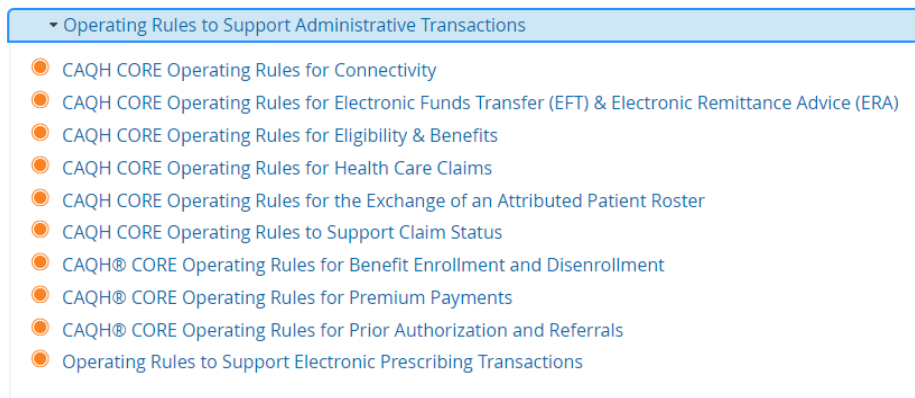 Operating Rules to Support Administrative Transactions
CAQH CORE Operating Rules for Connectivity
CAQH CORE Operating Rules for Electronic Funds Transfer (EFT) & Electronic Remittance Advice (ERA)
CAQH CORE Operating Rules for Eligibility & Benefits
CAQH CORE Operating Rules for Health Care Claims
CAQH CORE Operating Rules for the Exchange of an Attributed Patient Roster
CAQH CORE Operating Rules to Support Claim Status
CAQH® CORE Operating Rules for Benefit Enrollment and Disenrollment
CAQH® CORE Operating Rules for Premium Payments
CAQH® CORE Operating Rules for Prior Authorization and Referrals
Operating Rules to Support Electronic Prescribing Transactions